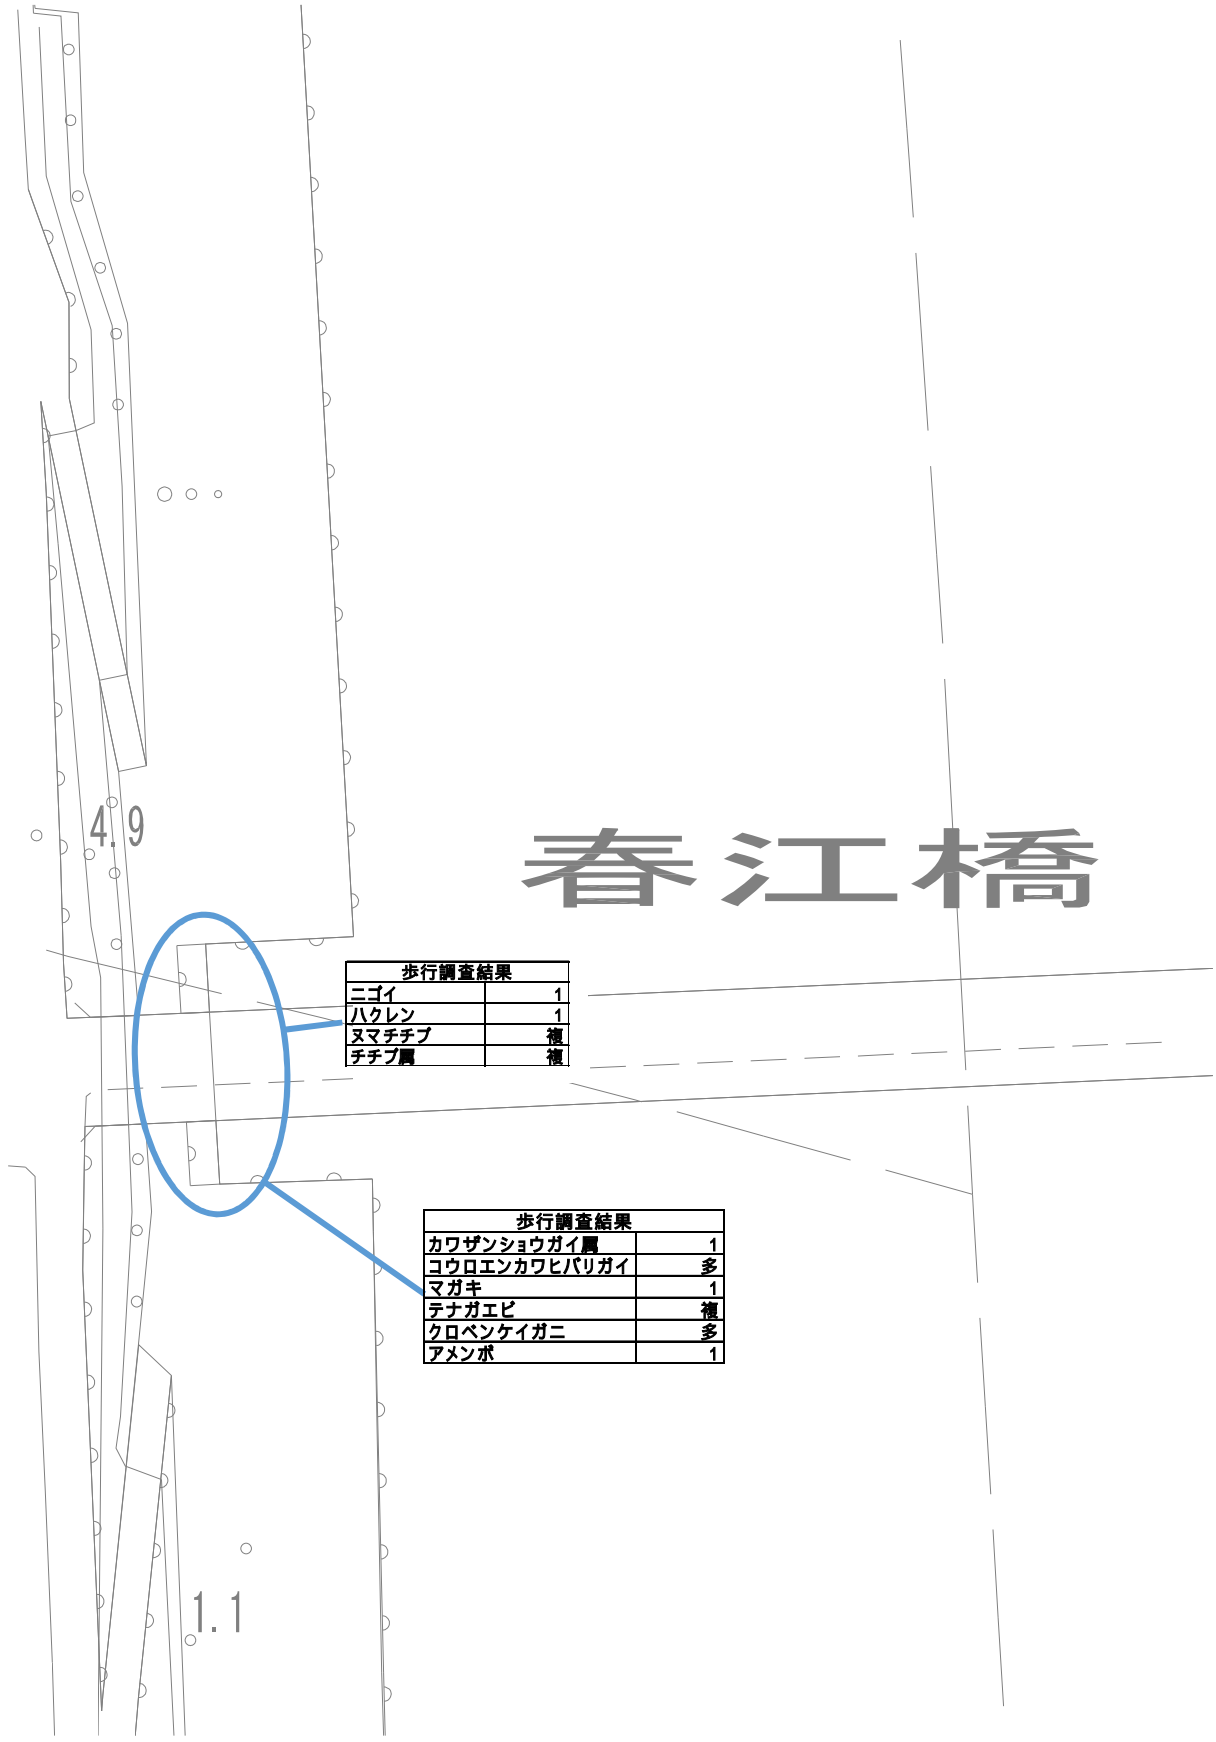 4.9
春江橋
歩行調査結果
ニゴイ 1
ハクレン 1
ヌマチチブ 複
チチブ属 複
歩行調査結果
カワザンショウガイ属 1
コウロエンカワヒバリガイ 多
マガキ 1
テナガエビ 複
クロベンケイガニ 多
アメンボ 1
1.1